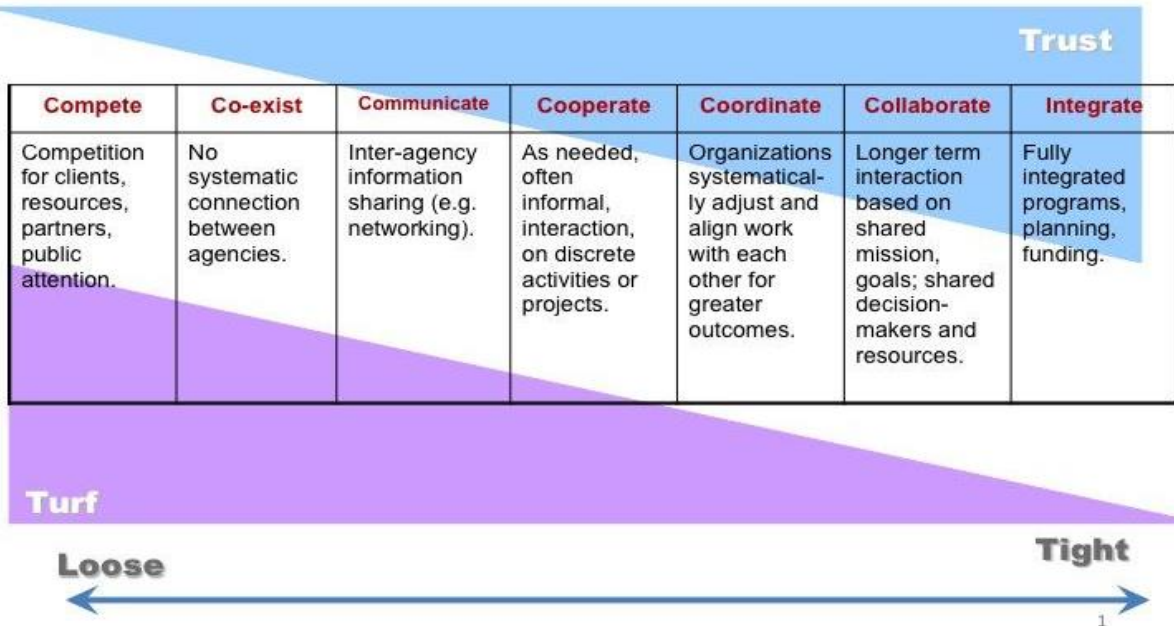 Trust
Compete
Co-exist
Communicate
Cooperate
Coordinate
Collaborate
Integrate
Competition
for clients,
resources,
partners,
public
attention.
No
systematic
connection
between
agencies.
Inter-agency
information
sharing (e.g.
networking).
As needed,
often
informal,
interaction,
on discrete
activities or
projects.
Organizations
systematical-
ly adjust and
align work
with each
other for
greater
outcomes.
Longer term
interaction
based on
shared
mission,
goals; shared
decision-
makers and
resources.
Fully
integrated
programs,
planning,
funding.
Turf
Loose
Tight
1